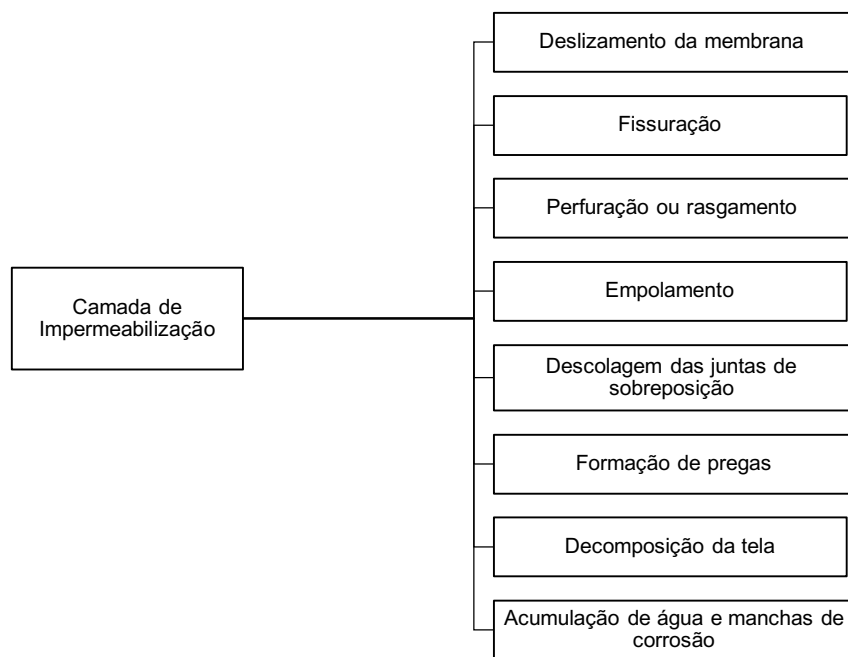 Deslizamento da membrana
Fissuração
Perfuração ou rasgamento
Empolamento
Camada de
Impermeabilização
Descolagem das juntas de
sobreposição
Formação de pregas
Decomposição da tela
Acumulação de água e manchas de
corrosão